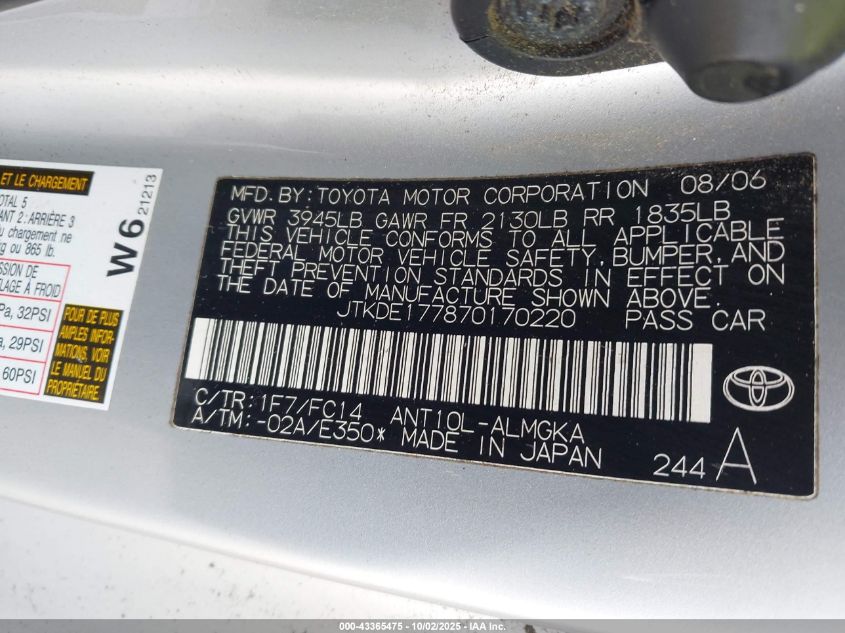 ET LE CHARGEMENT
OTAL 5
ANT 2: ARRIÈRE 3
u chargement ne
g ou 865 lb.
SSION DE
LAGE À FROID
Pa, 32PSI
a, 29PSI
60PSI
POUR DE PLUS
AMPLES INFOR-
MATIONS, VOIR
LE MANUEL DU
PROPRIÉTAIRE
W6 21213
MFD. BY: TOYOTA MOTOR CORPORATION 08/06
GVWR 3945LB GAWR FR 2130LB RR 1835LB
THIS VEHICLE CONFORMS TO ALL APPLICABLE
FEDERAL MOTOR VEHICLE SAFETY, BUMPER, AND
THEFT PREVENTION STANDARDS IN EFFECT ON
THE DATE OF MANUFACTURE SHOWN ABOVE.
JTKDE177870170220 PASS CAR
C/TR: 1F7/FC14 ANT10L-ALMGKA
A/TM: -02A/E350* MADE IN JAPAN
244 A
000-43365475 - 10/02/2025 - IAA Inc.